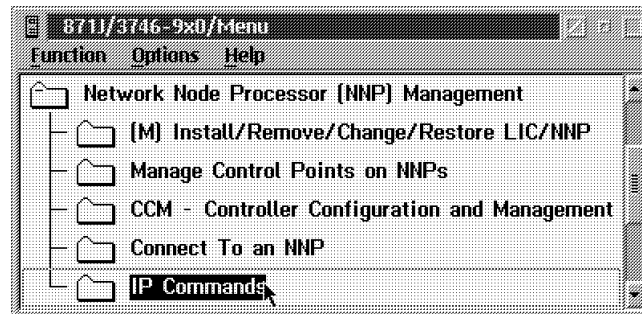 871J/3746-9x0/Menu
Function Options Help
Network Node Processor (NNP) Management
(M) Install/Remove/Change/Restore LIC/NNP
Manage Control Points on NNPs
CCM - Controller Configuration and Management
Connect To an NNP
IP Commands